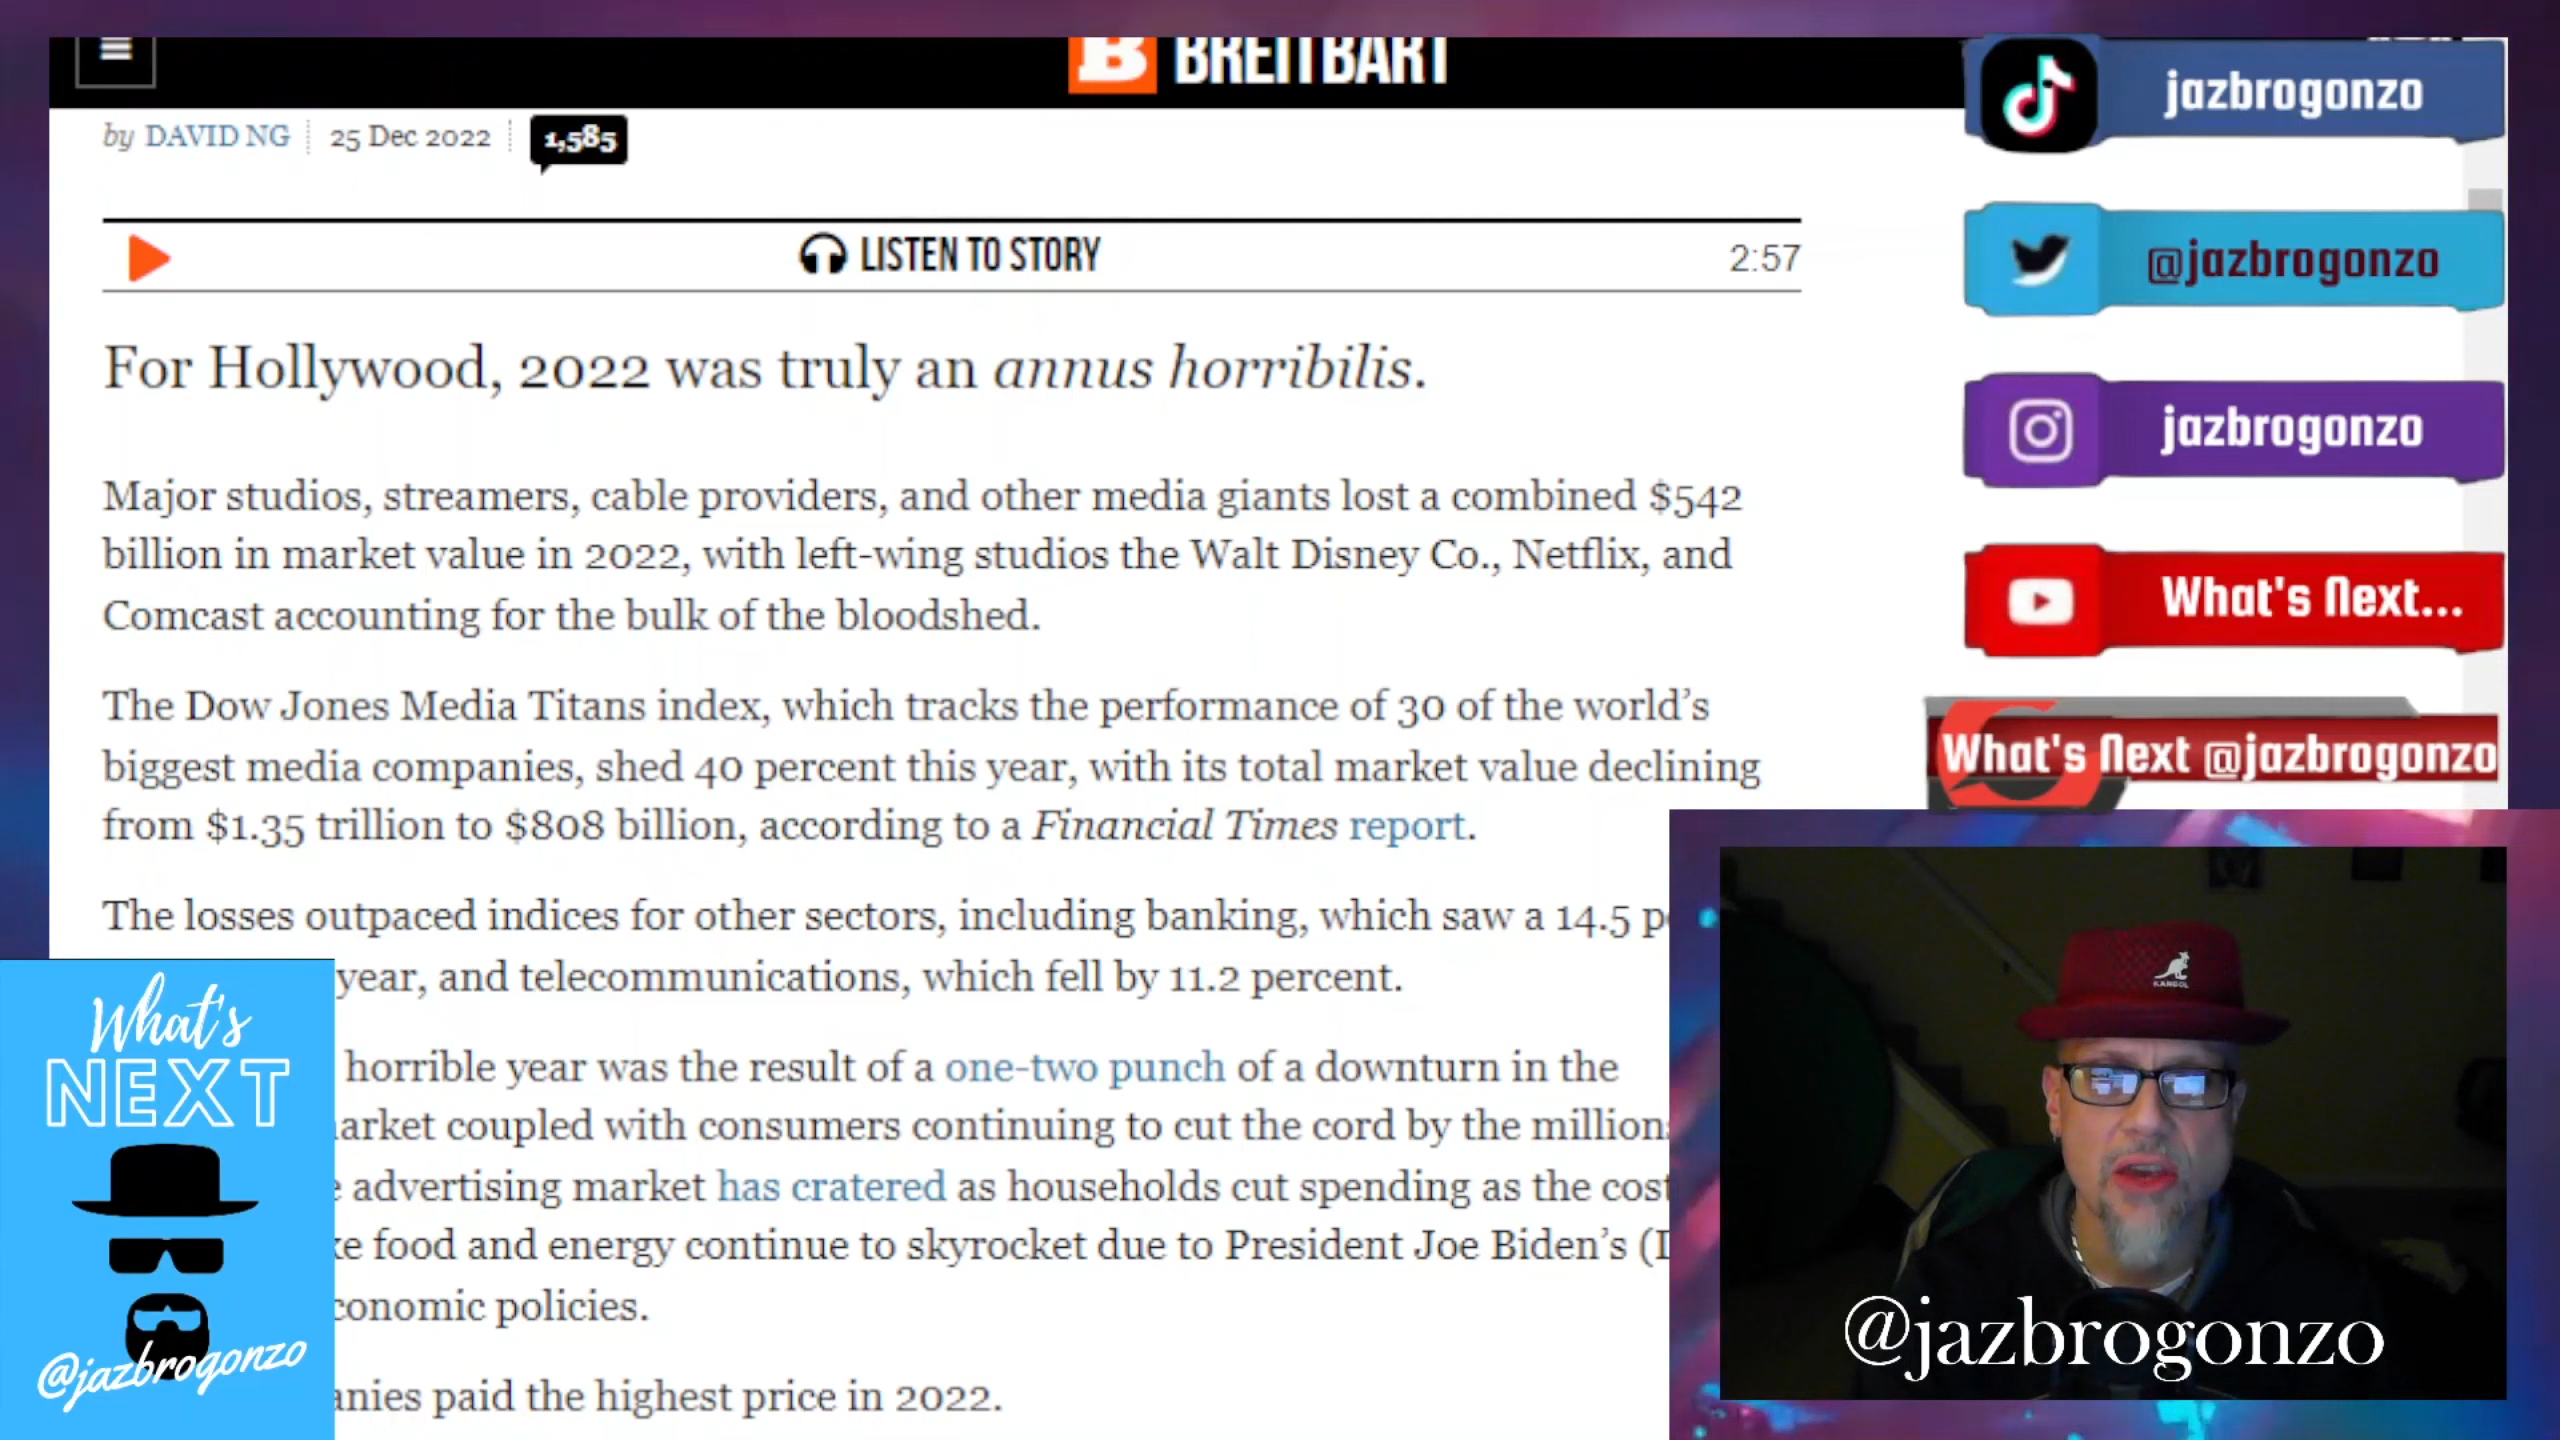 BREITBART
by DAVID NG 25 Dec 2022 1,585
LISTEN TO STORY 2:57
For Hollywood, 2022 was truly an annus horribilis.
Major studios, streamers, cable providers, and other media giants lost a combined $542
billion in market value in 2022, with left-wing studios the Walt Disney Co., Netflix, and
Comcast accounting for the bulk of the bloodshed.
The Dow Jones Media Titans index, which tracks the performance of 30 of the world’s
biggest media companies, shed 40 percent this year, with its total market value declining
from $1.35 trillion to $808 billion, according to a Financial Times report.
The losses outpaced indices for other sectors, including banking, which saw a 14.5
year, and telecommunications, which fell by 11.2 percent.
horrible year was the result of a one-two punch of a downturn in the
coupled with consumers continuing to cut the cord by the
advertising market has cratered as households cut spending as the
food and energy continue to skyrocket due to President Joe Biden’s
policies.
paid the highest price in 2022.
jazbrogonzo
@jazbrogonzo
jazbrogonzo
What's Next...
What's Next @jazbrogonzo
What's
NEXT
@jazbrogonzo
KANGOL
@jazbrogonzo